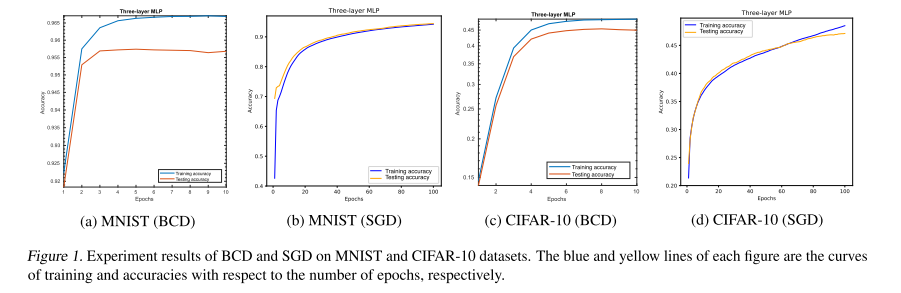 Three-layer MLP
0.965
0.96
0.955
0.95
0.945
0.94
0.935
0.93
0.925
0.92
Accuracy
1 2 3 4 5 6 7 8 9 10
Epochs
Training accuracy
Testing accuracy
(a) MNIST (BCD)
Three-layer MLP
0.9
0.8
0.7
0.6
0.5
0.4
Accuracy
0 20 40 60 80 100
Epochs
Training accuracy
Testing accuracy
(b) MNIST (SGD)
Three-layer MLP
0.45
0.4
0.35
0.3
0.25
0.2
0.15
Accuracy
2 4 6 8 10
Epochs
Training accuracy
Testing accuracy
(c) CIFAR-10 (BCD)
Three-layer MLP
0.45
0.40
0.35
0.30
0.25
0.20
Accuracy
0 20 40 60 80 100
Epochs
Training accuracy
Testing accuracy
(d) CIFAR-10 (SGD)
Figure 1. Experiment results of BCD and SGD on MNIST and CIFAR-10 datasets. The blue and yellow lines of each figure are the curves
of training and accuracies with respect to the number of epochs, respectively.